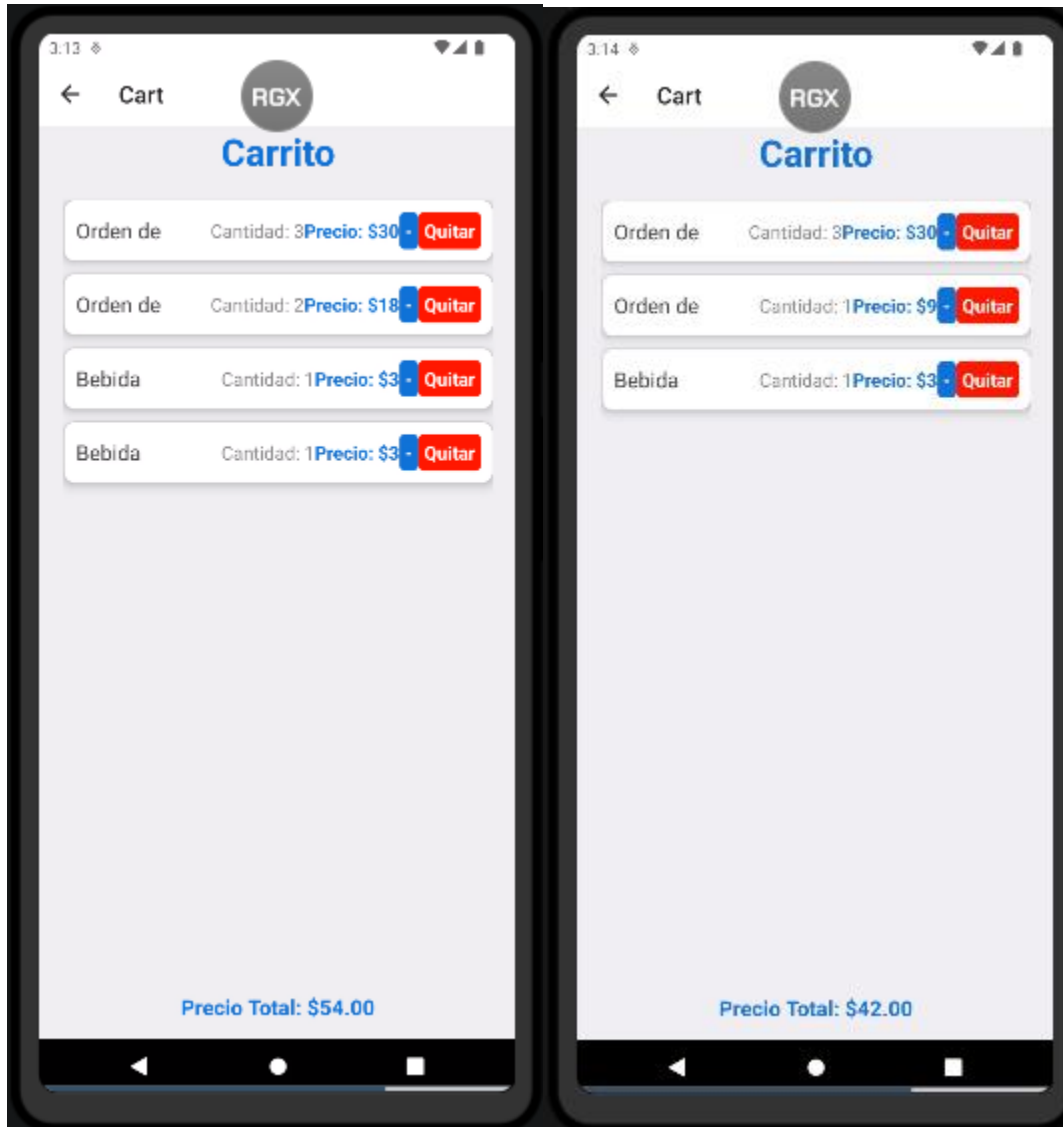 3:13
Cart
RGX
Carrito
Orden de Cantidad: 3Precio: $30 - Quitar
Orden de Cantidad: 2Precio: $18 - Quitar
Bebida Cantidad: 1Precio: $3 - Quitar
Bebida Cantidad: 1Precio: $3 - Quitar
Precio Total: $54.00
3:14
Cart
RGX
Carrito
Orden de Cantidad: 3Precio: $30 - Quitar
Orden de Cantidad: 1Precio: $9 - Quitar
Bebida Cantidad: 1Precio: $3 - Quitar
Precio Total: $42.00